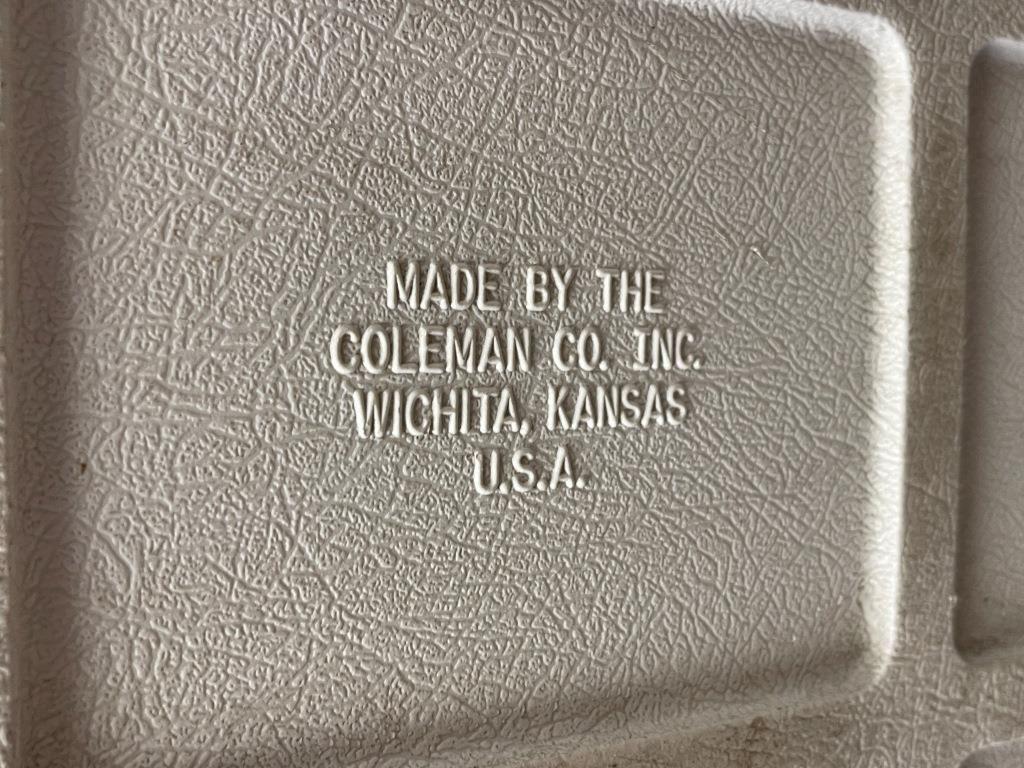 MADE BY THE
COLEMAN CO. INC.
WICHITA, KANSAS
U.S.A.